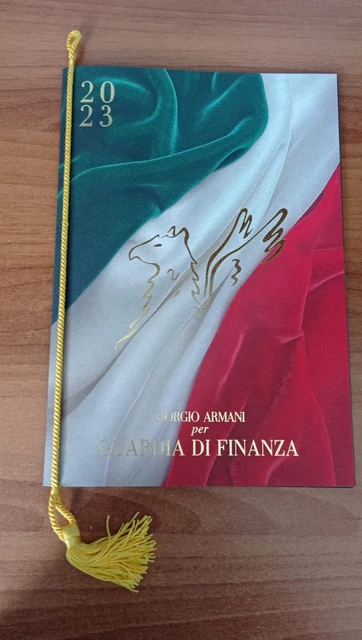 20
23
GIORGIO ARMANI
per
GUARDIA DI FINANZA